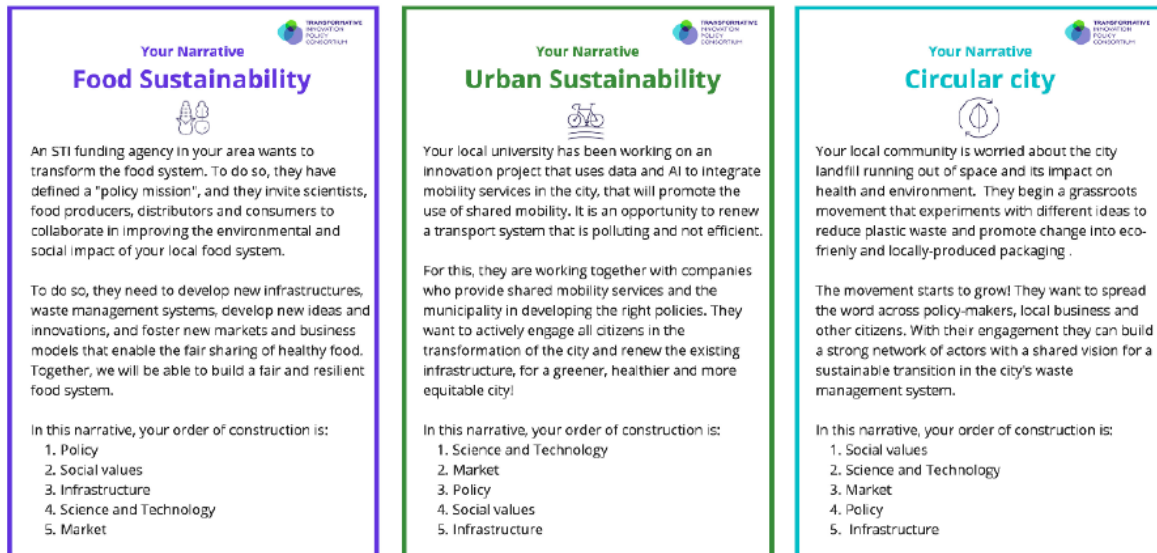 TRANSFORMATIVE
INNOVATION
POLICY
CONSORTIUM
Your Narrative
Food Sustainability
An STI funding agency in your area wants to
transform the food system. To do so, they have
defined a "policy mission", and they invite scientists,
food producers, distributors and consumers to
collaborate in improving the environmental and
social impact of your local food system.
To do so, they need to develop new infrastructures,
waste management systems, develop new ideas and
innovations, and foster new markets and business
models that enable the fair sharing of healthy food.
Together, we will be able to build a fair and resilient
food system.
In this narrative, your order of construction is:
1. Policy
2. Social values
3. Infrastructure
4. Science and Technology
5. Market
TRANSFORMATIVE
INNOVATION
POLICY
CONSORTIUM
Your Narrative
Urban Sustainability
Your local university has been working on an
innovation project that uses data and AI to integrate
mobility services in the city, that will promote the
use of shared mobility. It is an opportunity to renew
a transport system that is polluting and not efficient.
For this, they are working together with companies
who provide shared mobility services and the
municipality in developing the right policies. They
want to actively engage all citizens in the
transformation of the city and renew the existing
infrastructure, for a greener, healthier and more
equitable city!
In this narrative, your order of construction is:
1. Science and Technology
2. Market
3. Policy
4. Social values
5. Infrastructure
TRANSFORMATIVE
INNOVATION
POLICY
CONSORTIUM
Your Narrative
Circular city
Your local community is worried about the city
landfill running out of space and its impact on
health and environment. They begin a grassroots
movement that experiments with different ideas to
reduce plastic waste and promote change into eco-
frienly and locally-produced packaging .
The movement starts to grow! They want to spread
the word across policy-makers, local business and
other citizens. With their engagement they can build
a strong network of actors with a shared vision for a
sustainable transition in the city's waste
management system.
In this narrative, your order of construction is:
1. Social values
2. Science and Technology
3. Market
4. Policy
5. Infrastructure